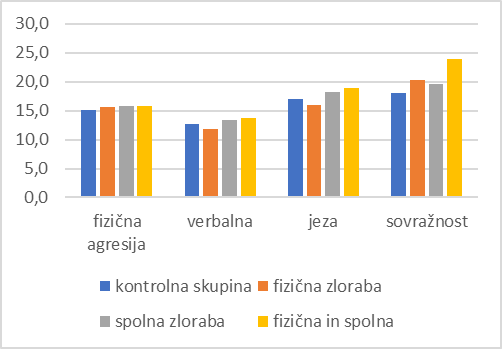 30,0
25,0
20,0
15,0
10,0
5,0
0,0
fizična agresija
verbalna
jeza
sovražnost
kontrolna skupina
fizična zloraba
spolna zloraba
fizična in spolna